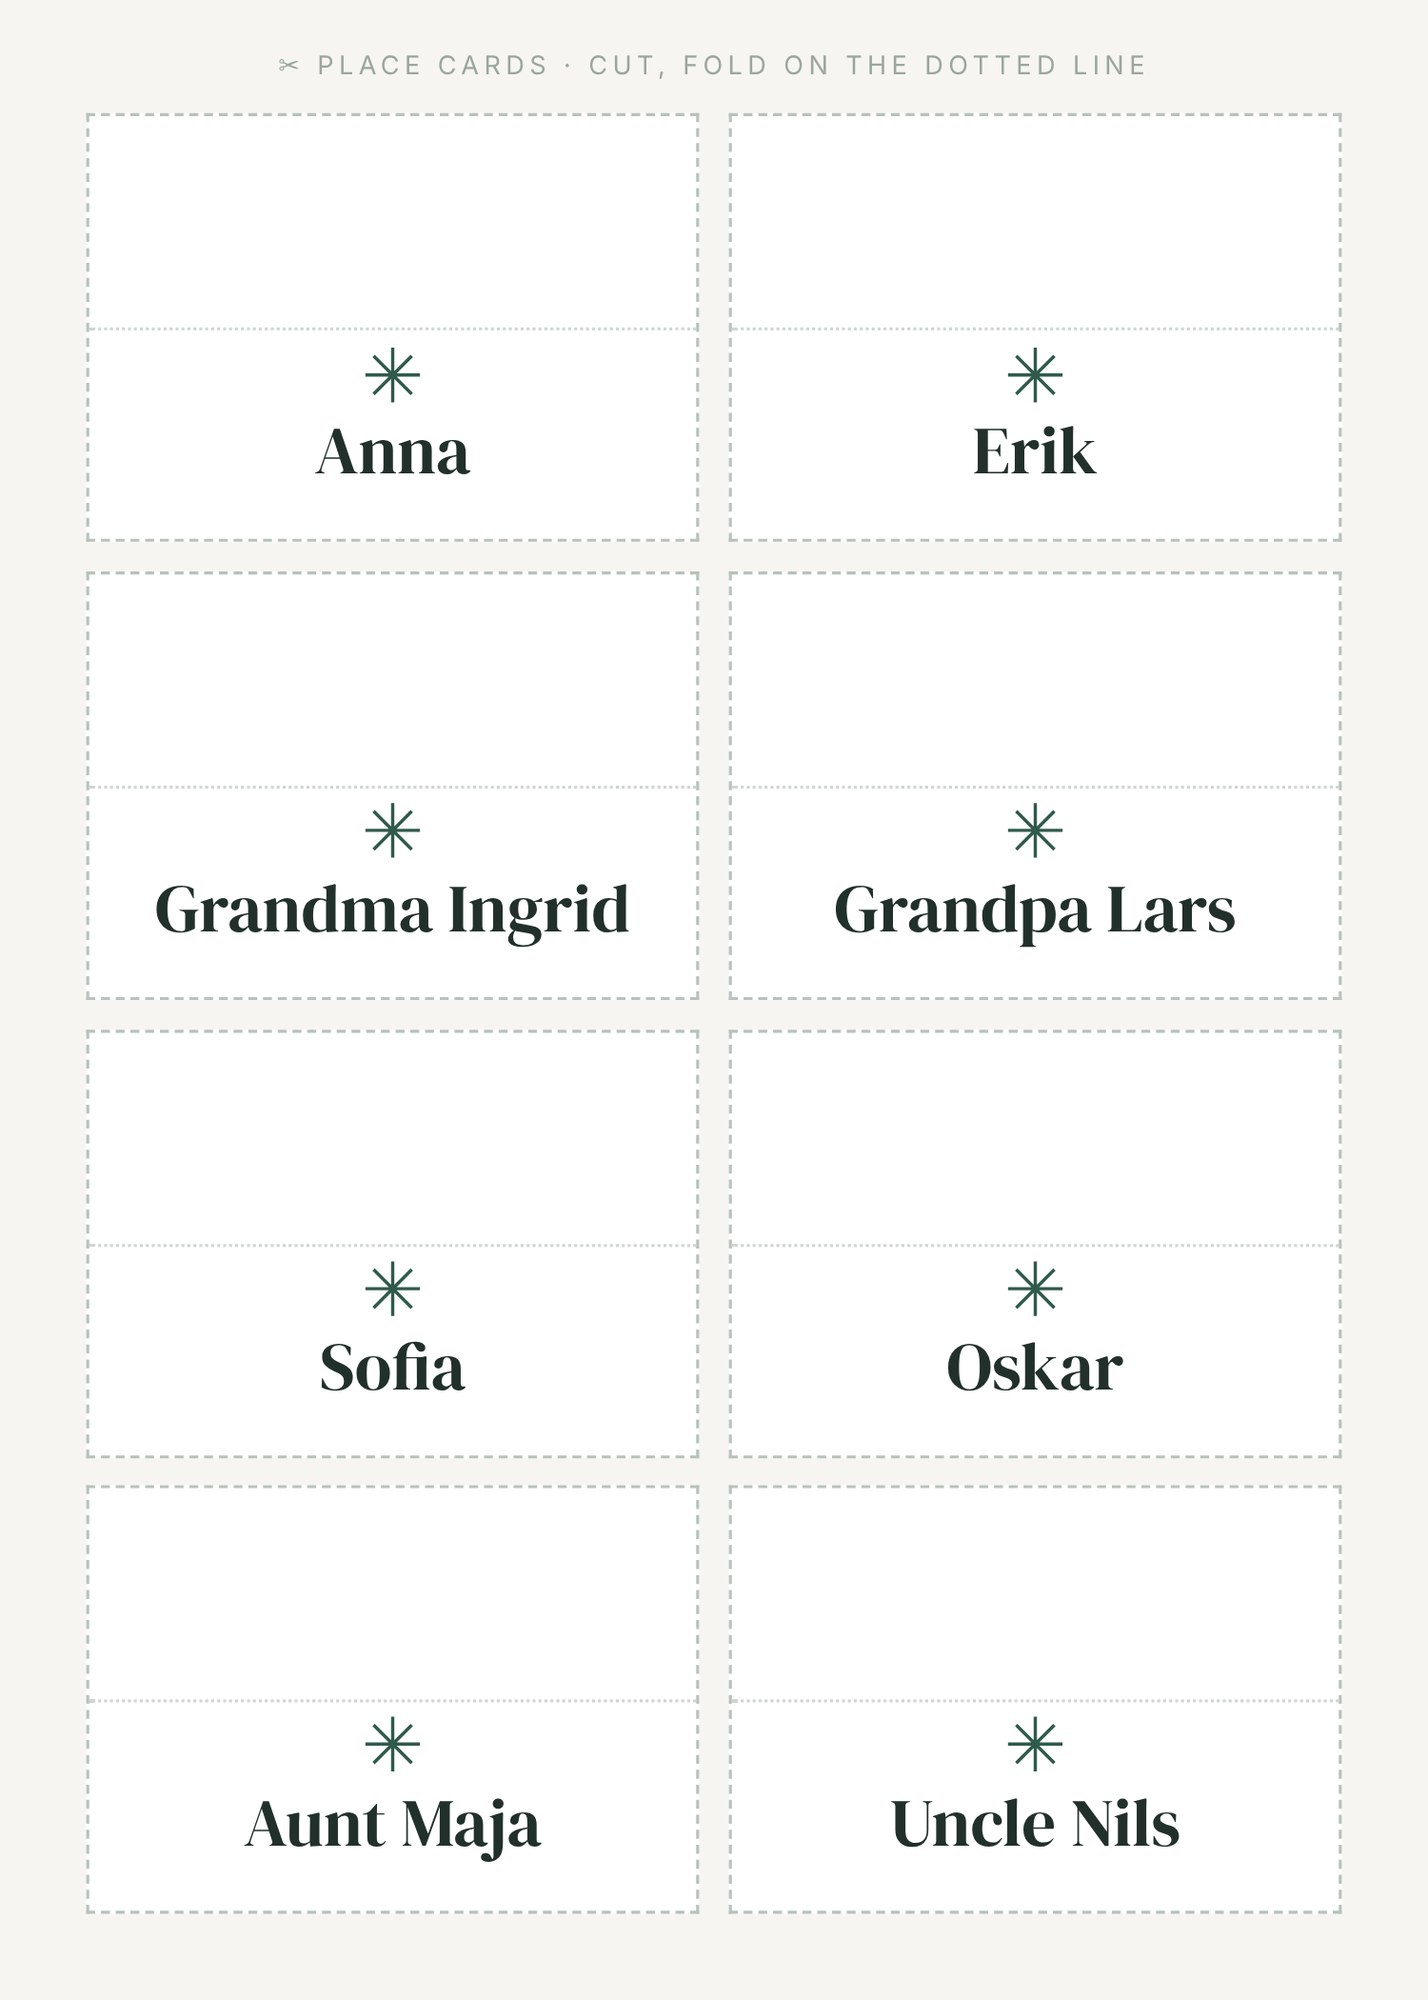 ✂ PLACE CARDS · CUT, FOLD ON THE DOTTED LINE
Anna
Erik
Grandma Ingrid
Grandpa Lars
Sofia
Oskar
Aunt Maja
Uncle Nils